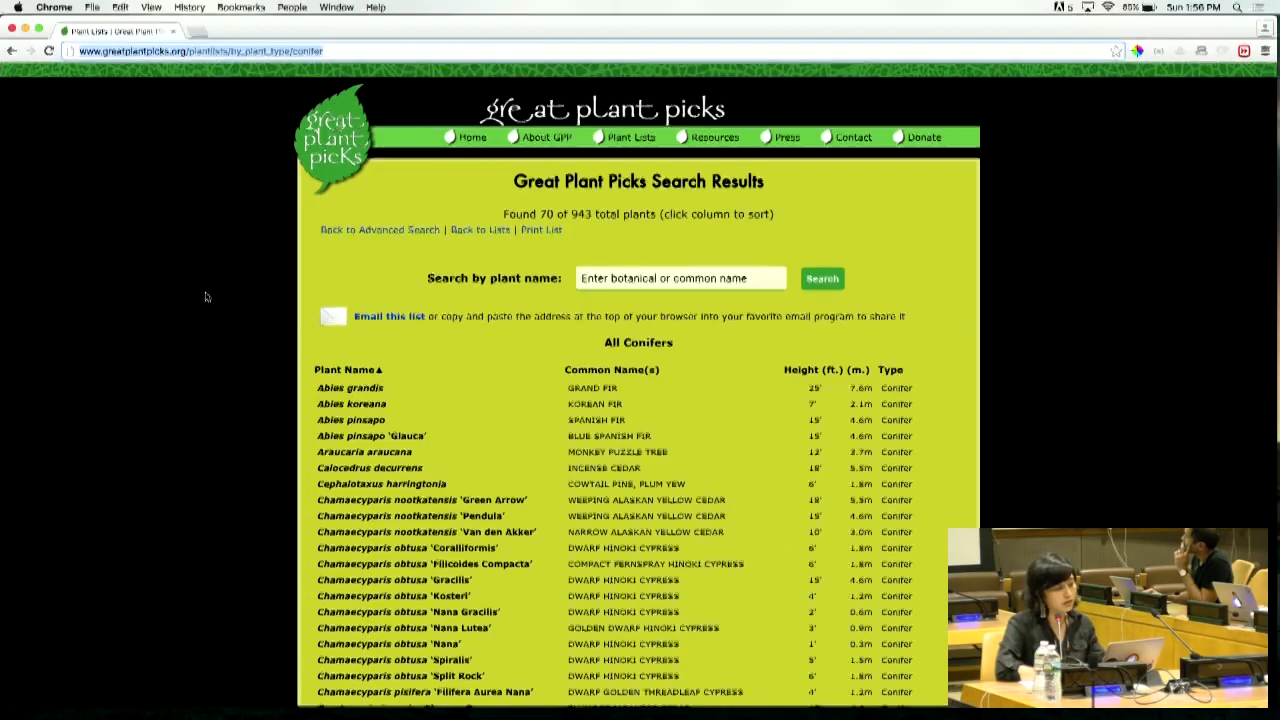 Chrome File Edit View History Bookmarks People Window Help 5 85% Sun 1:56 PM
Plant Lists | Great Plant Pi
www.greatplantpicks.org/plantlists/by_plant_type/conifer
great plant picks
great plant picks
Home About GPP Plant Lists Resources Press Contact Donate
Great Plant Picks Search Results
Found 70 of 943 total plants (click column to sort)
Back to Advanced Search | Back to Lists | Print List
Search by plant name: Enter botanical or common name Search
Email this list or copy and paste the address at the top of your browser into your favorite email program to share it
All Conifers
Plant Name▲ Common Name(s) Height (ft.) (m.) Type
Abies grandis GRAND FIR 25' 7.6m Conifer
Abies koreana KOREAN FIR 7' 2.1m Conifer
Abies pinsapo SPANISH FIR 15' 4.6m Conifer
Abies pinsapo 'Glauca' BLUE SPANISH FIR 15' 4.6m Conifer
Araucaria araucana MONKEY PUZZLE TREE 12' 3.7m Conifer
Calocedrus decurrens INCENSE CEDAR 18' 5.5m Conifer
Cephalotaxus harringtonia COWTAIL PINE, PLUM YEW 6' 1.8m Conifer
Chamaecyparis nootkatensis 'Green Arrow' WEEPING ALASKAN YELLOW CEDAR 18' 5.5m Conifer
Chamaecyparis nootkatensis 'Pendula' WEEPING ALASKAN YELLOW CEDAR 15' 4.6m Conifer
Chamaecyparis nootkatensis 'Van den Akker' NARROW ALASKAN YELLOW CEDAR 10' 3.0m Conifer
Chamaecyparis obtusa 'Coralliformis' DWARF HINOKI CYPRESS 6' 1.8m Conifer
Chamaecyparis obtusa 'Filicoides Compacta' COMPACT FERNSPRAY HINOKI CYPRESS 6' 1.8m Conifer
Chamaecyparis obtusa 'Gracilis' DWARF HINOKI CYPRESS 15' 4.6m Conifer
Chamaecyparis obtusa 'Kosteri' DWARF HINOKI CYPRESS 4' 1.2m Conifer
Chamaecyparis obtusa 'Nana Gracilis' DWARF HINOKI CYPRESS 2' 0.6m Conifer
Chamaecyparis obtusa 'Nana Lutea' GOLDEN DWARF HINOKI CYPRESS 3' 0.9m Conifer
Chamaecyparis obtusa 'Nana' DWARF HINOKI CYPRESS 1' 0.3m Conifer
Chamaecyparis obtusa 'Spiralis' DWARF HINOKI CYPRESS 5' 1.5m Conifer
Chamaecyparis obtusa 'Split Rock' DWARF HINOKI CYPRESS 6' 1.8m Conifer
Chamaecyparis pisifera 'Filifera Aurea Nana' DWARF GOLDEN THREADLEAF CYPRESS 4' 1.2m Conifer